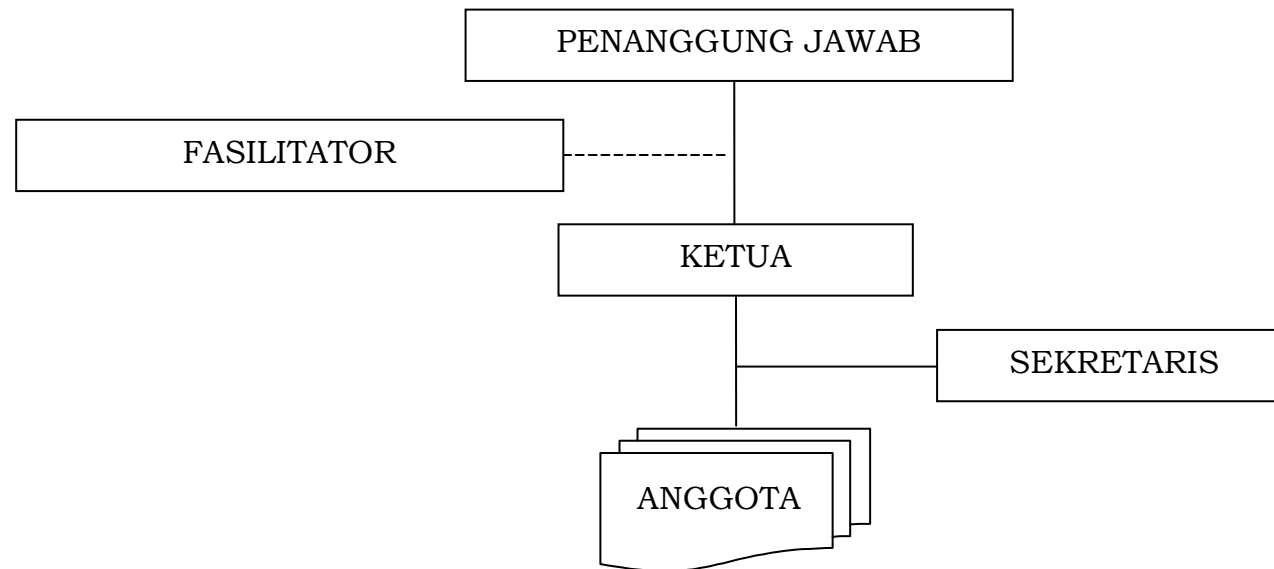 PENANGGUNG JAWAB
FASILITATOR
KETUA
SEKRETARIS
ANGGOTA